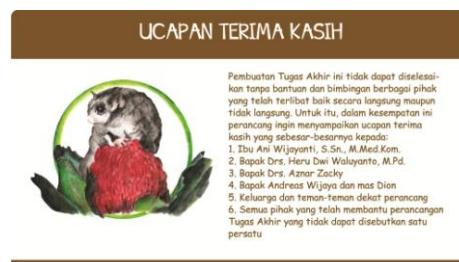 UCAPAN TERIMA KASIH
Pembuatan Tugas Akhir ini tidak dapat diselesai-
kan tanpa bantuan dan bimbingan berbagai pihak
yang telah terlibat baik secara langsung maupun
tidak langsung. Untuk itu, dalam kesempatan ini
perancang ingin menyampaikan ucapan terima
kasih yang sebesar-besarnya kepada:
1. Ibu Ani Wijayanti, S.Sn., M.Med.Kom.
2. Bapak Drs. Heru Dwi Waluyanto, M.Pd.
3. Bapak Drs. Aznar Zacky
4. Bapak Andreas Wijaya dan mas Dion
5. Keluarga dan teman-teman dekat perancang
6. Semua pihak yang telah membantu perancangan
Tugas Akhir yang tidak dapat disebutkan satu
persatu